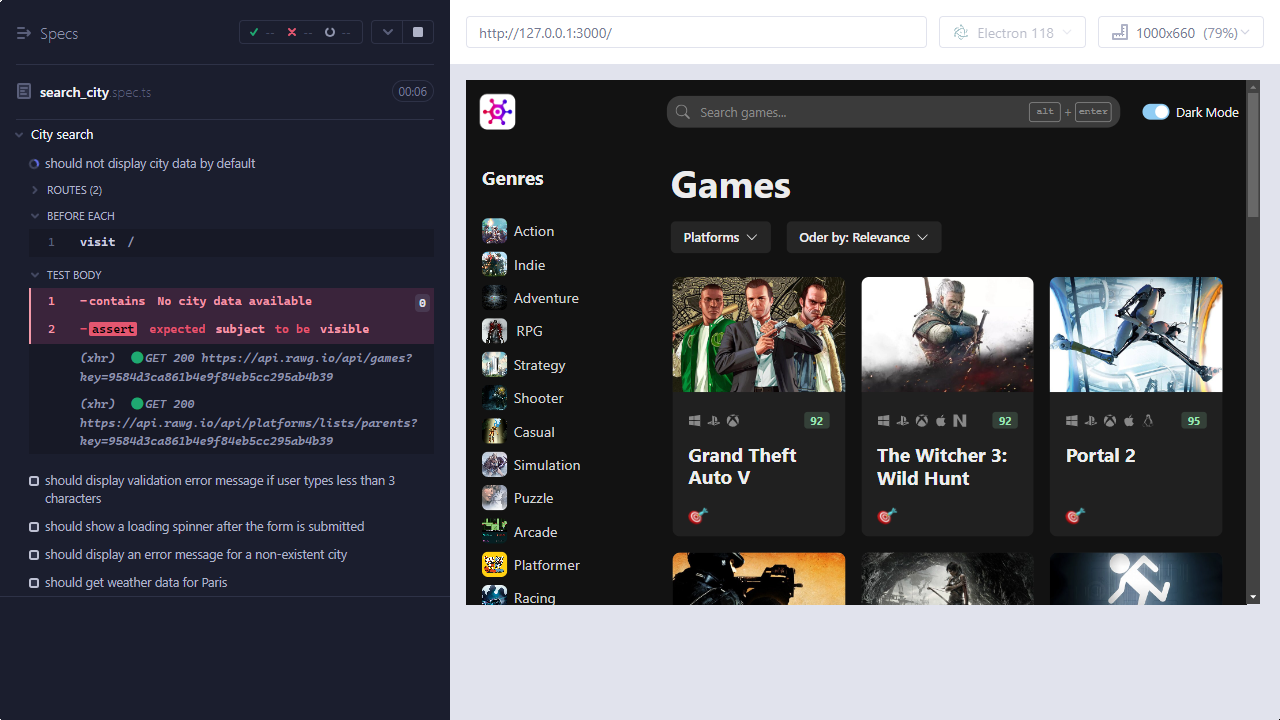 Specs
-- -- --
search_city.spec.ts
00:06
City search
should not display city data by default
ROUTES (2)
BEFORE EACH
1 visit /
TEST BODY
1 -contains No city data available 0
2 -assert expected subject to be visible
(xhr) GET 200 https://api.rawg.io/api/games?
key=9584d3ca861b4e9f84eb5cc295ab4b39
(xhr) GET 200
https://api.rawg.io/api/platforms/lists/parents?
key=9584d3ca861b4e9f84eb5cc295ab4b39
should display validation error message if user types less than 3
characters
should show a loading spinner after the form is submitted
should display an error message for a non-existent city
should get weather data for Paris
http://127.0.0.1:3000/
Electron 118
1000x660 (79%)
Search games...
alt + enter
Dark Mode
Genres
Action
Indie
Adventure
RPG
Strategy
Shooter
Casual
Simulation
Puzzle
Arcade
Platformer
Racing
Games
Platforms
Oder by: Relevance
92
Grand Theft
Auto V
92
The Witcher 3:
Wild Hunt
95
Portal 2